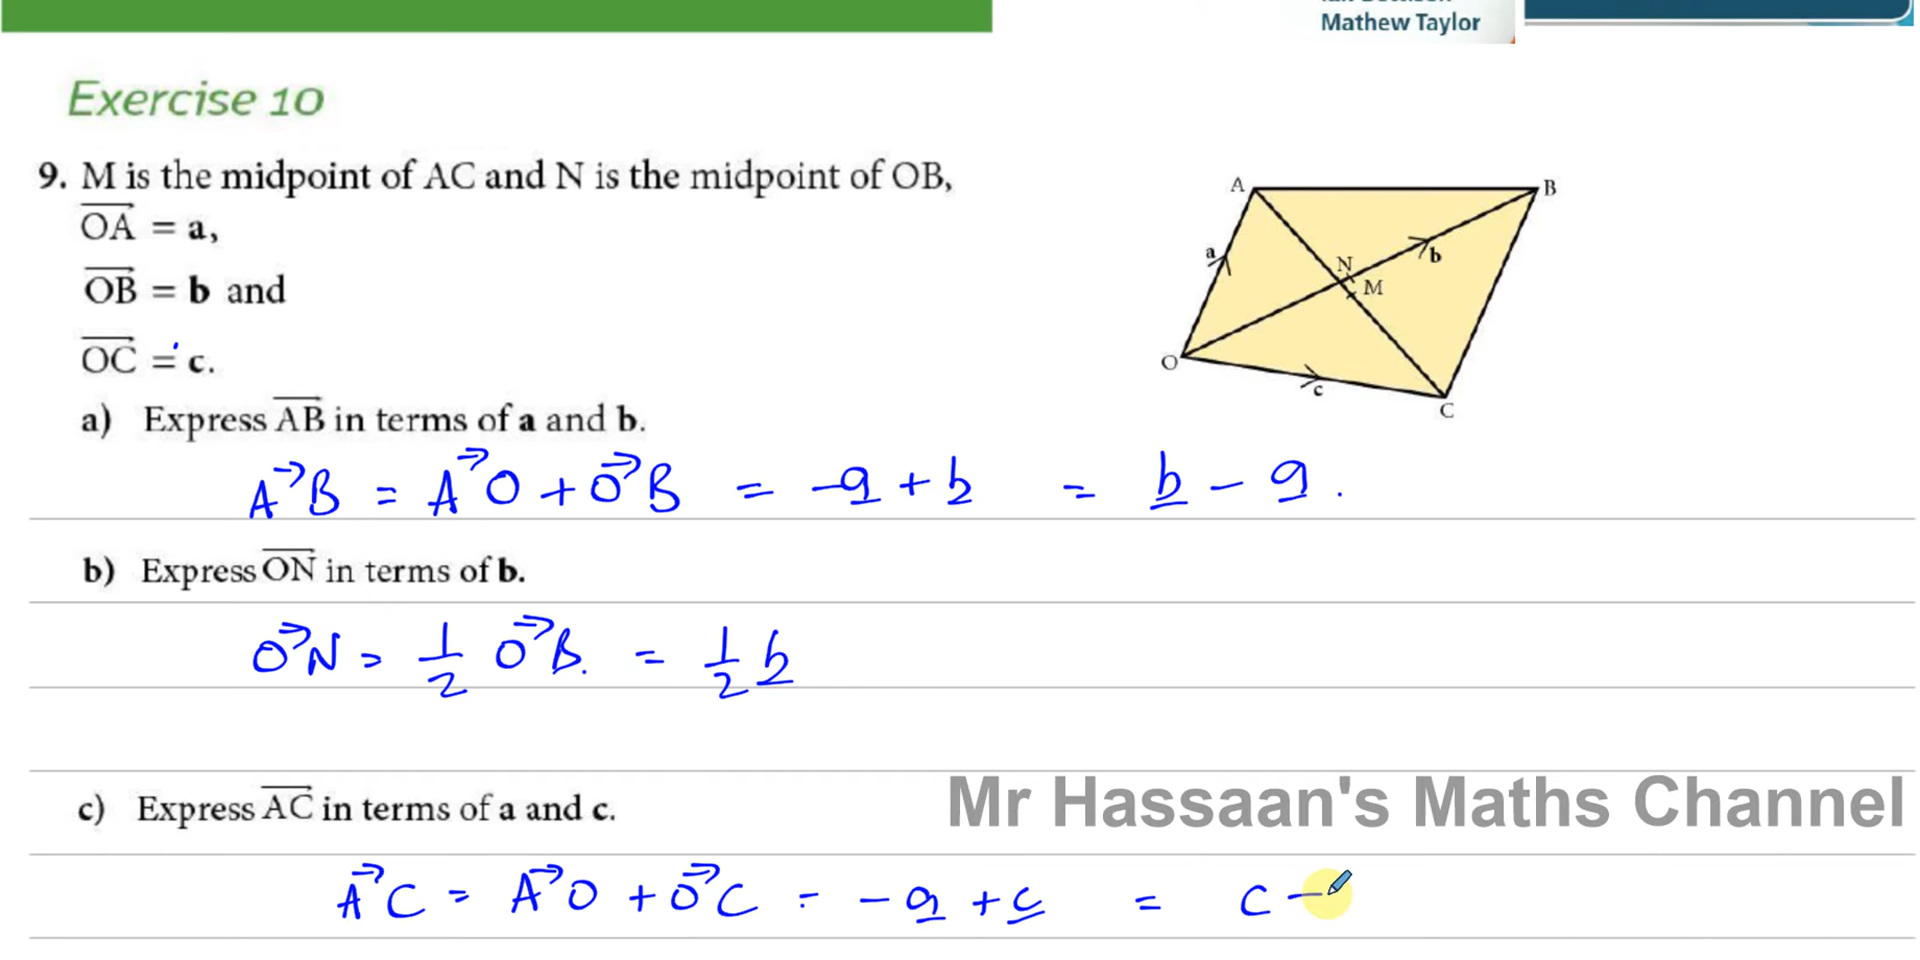 Mathew Taylor
Exercise 10
9. M is the midpoint of AC and N is the midpoint of OB,
OA = a,
OB = b and
OC = c.
A
B
a
N
b
M
O
c
C
a) Express AB in terms of a and b.
AB = AO + OB = -a + b = b - a.
b) Express ON in terms of b.
ON = 1/2 OB. = 1/2 b
c) Express AC in terms of a and c.
Mr Hassaan's Maths Channel
AC = AO + OC = -a + c = c -